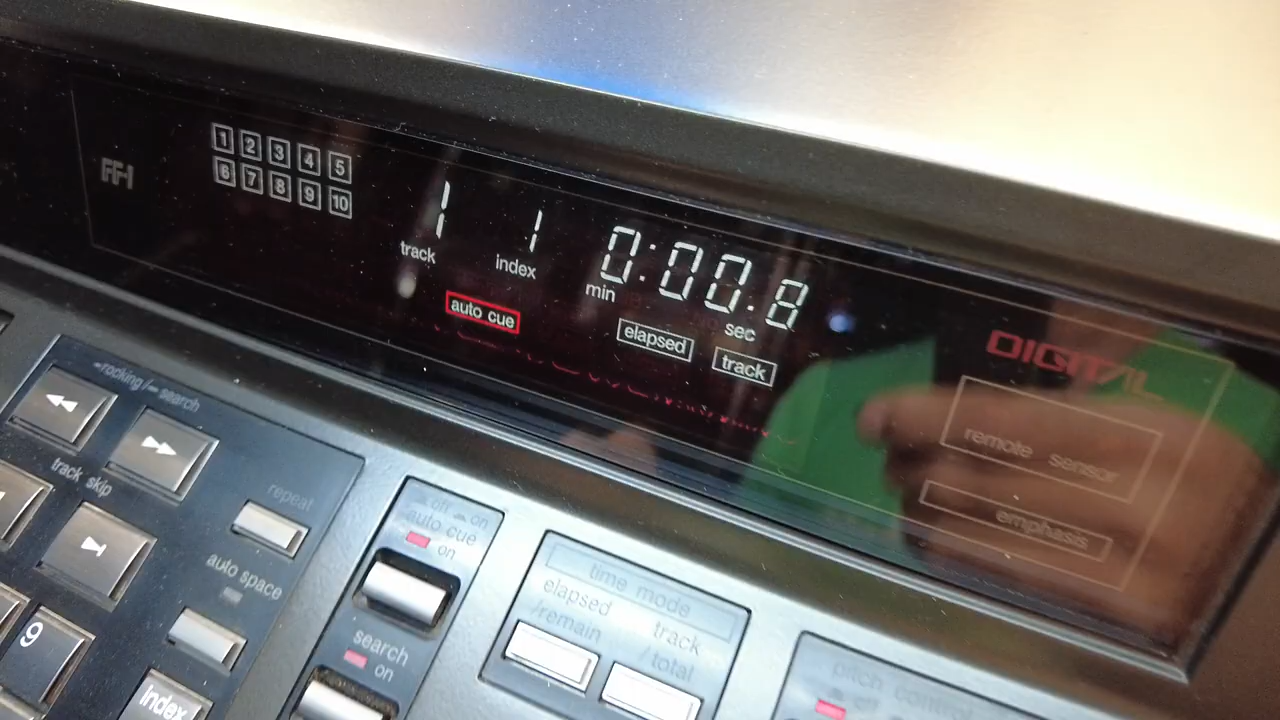 1 2 3 4 5
6 7 8 9 10
1
track
1
index
0:00.8
min
sec
auto cue
elapsed
track
DIGITAL
remote sensor
emphasis
rocking/ search
track skip
repeat
auto space
9
index
off on
auto cue
on
search
on
time mode
elapsed
/remain
track
/total
pitch control
off